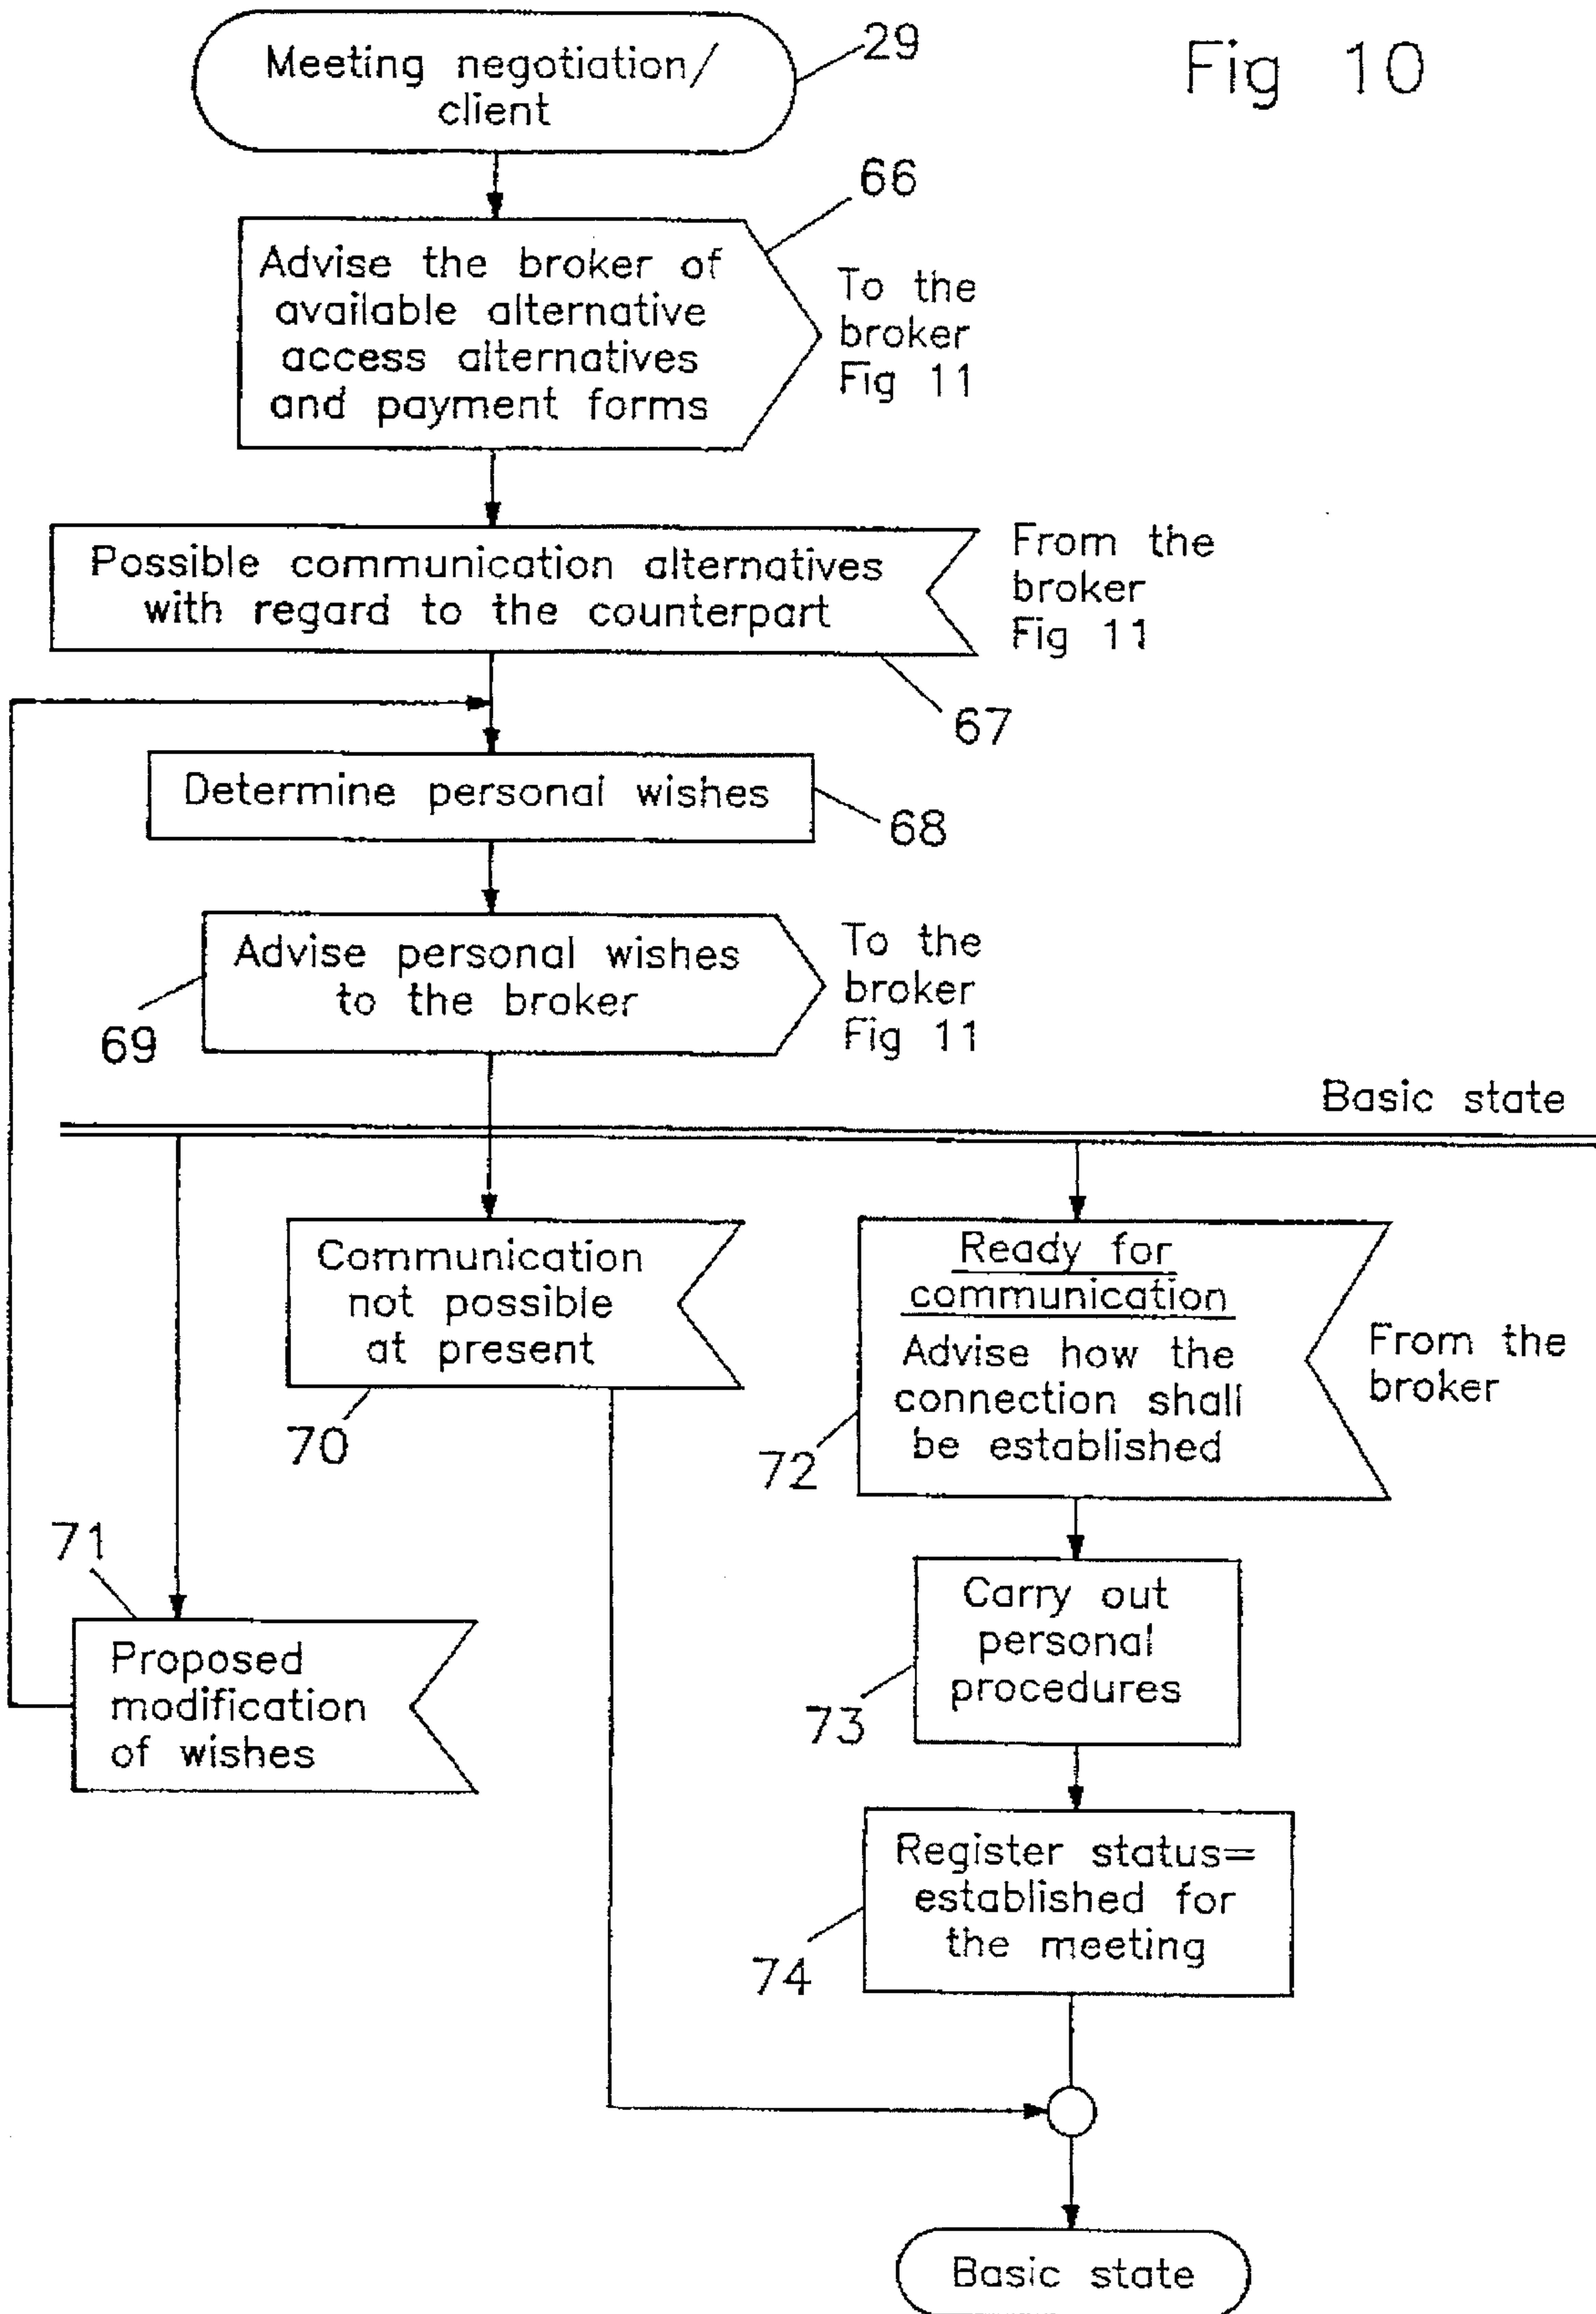 Fig 10
Meeting negotiation/
client
29
66
Advise the broker of
available alternative
access alternatives
and payment forms
To the
broker
Fig 11
Possible communication alternatives
with regard to the counterpart
From the
broker
Fig 11
67
Determine personal wishes
68
Advise personal wishes
to the broker
69
To the
broker
Fig 11
Basic state
Communication
not possible
at present
70
Ready for
communication
Advise how the
connection shall
be established
72
From the
broker
71
Proposed
modification
of wishes
Carry out
personal
procedures
73
Register status=
established for
the meeting
74
Basic state